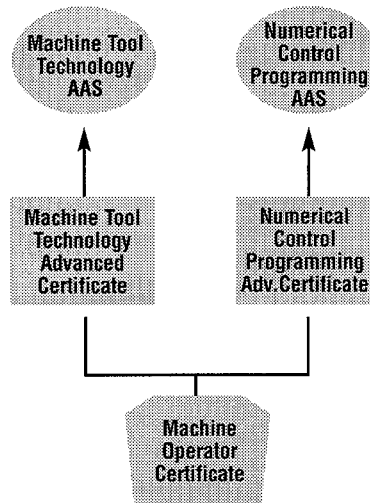 Machine Tool
Technology
AAS
Numerical
Control
Programming
AAS
Machine Tool
Technology
Advanced
Certificate
Numerical
Control
Programming
Adv.Certificate
Machine
Operator
Certificate